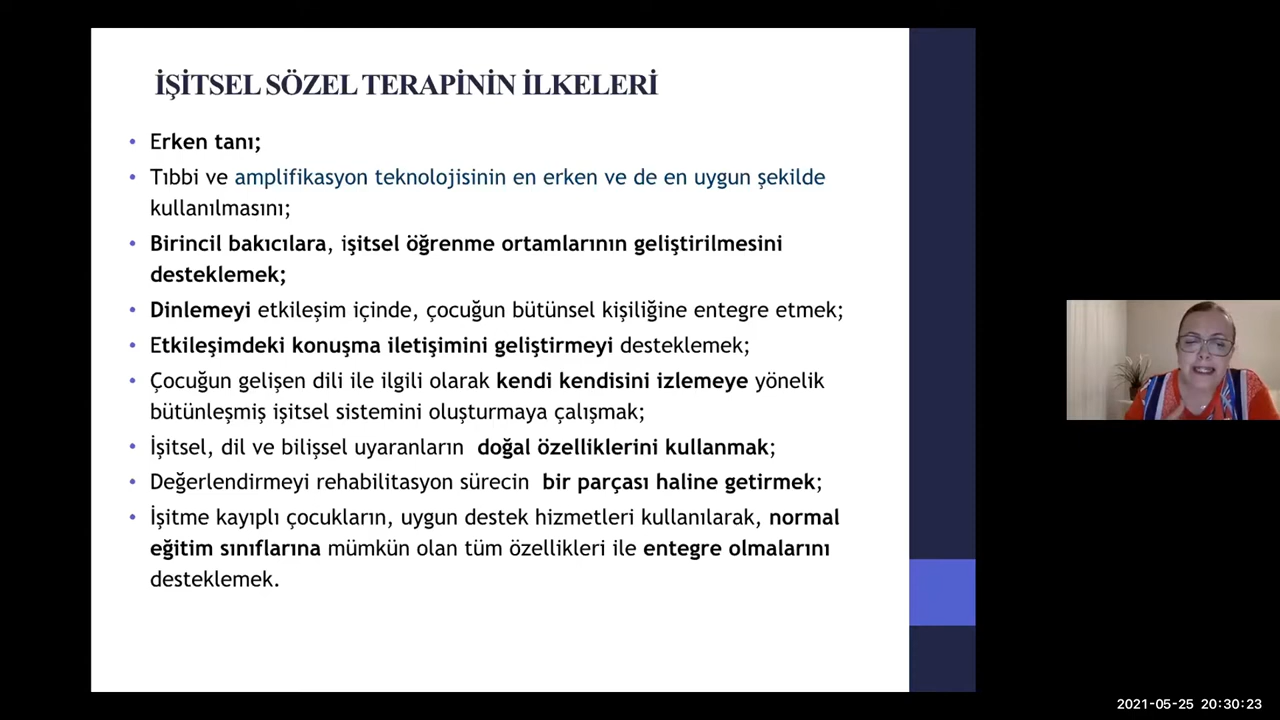 İŞİTSEL SÖZEL TERAPİNİN İLKELERİ
• Erken tanı;
• Tıbbi ve amplifikasyon teknolojisinin en erken ve de en uygun şekilde
kullanılmasını;
• Birincil bakıcılara, işitsel öğrenme ortamlarının geliştirilmesini
desteklemek;
• Dinlemeyi etkileşim içinde, çocuğun bütünsel kişiliğine entegre etmek;
• Etkileşimdeki konuşma iletişimini geliştirmeyi desteklemek;
• Çocuğun gelişen dili ile ilgili olarak kendi kendisini izlemeye yönelik
bütünleşmiş işitsel sistemini oluşturmaya çalışmak;
• İşitsel, dil ve bilişsel uyaranların doğal özelliklerini kullanmak;
• Değerlendirmeyi rehabilitasyon sürecin bir parçası haline getirmek;
• İşitme kayıplı çocukların, uygun destek hizmetleri kullanılarak, normal
eğitim sınıflarına mümkün olan tüm özellikleri ile entegre olmalarını
desteklemek.
2021-05-25 20:30:23